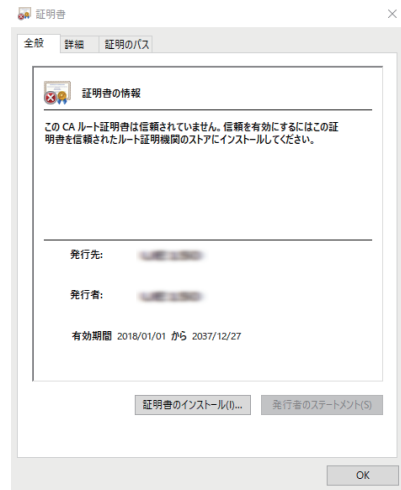 証明書
全般 詳細 証明のパス
証明書の情報
この CA ルート証明書は信頼されていません。信頼を有効にするにはこの証
明書を信頼されたルート証明機関のストアにインストールしてください。
発行先:
発行者:
有効期間 2018/01/01 から 2037/12/27
証明書のインストール(I)... 発行者のステートメント(S)
OK